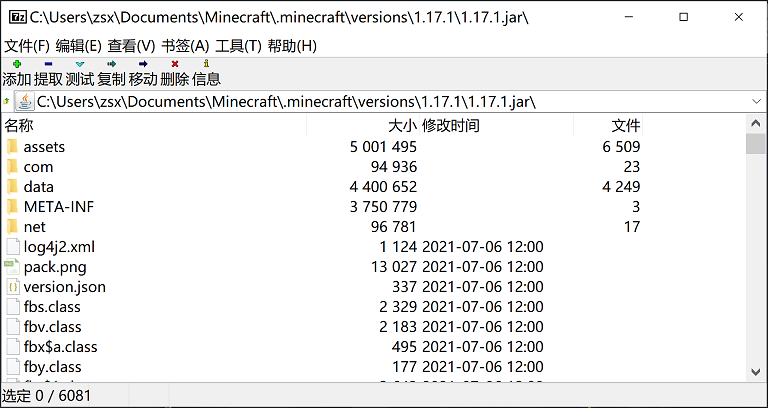 C:\Users\zsx\Documents\Minecraft\.minecraft\versions\1.17.1\1.17.1.jar\
文件(F) 编辑(E) 查看(V) 书签(A) 工具(T) 帮助(H)
添加 提取 测试 复制 移动 删除 信息
C:\Users\zsx\Documents\Minecraft\.minecraft\versions\1.17.1\1.17.1.jar\
名称 大小 修改时间 文件
assets 5 001 495 6 509
com 94 936 23
data 4 400 652 4 249
META-INF 3 750 779 3
net 96 781 17
log4j2.xml 1 124 2021-07-06 12:00
pack.png 13 027 2021-07-06 12:00
version.json 337 2021-07-06 12:00
fbs.class 2 329 2021-07-06 12:00
fbv.class 2 183 2021-07-06 12:00
fbx$a.class 495 2021-07-06 12:00
fby.class 177 2021-07-06 12:00
选定 0 / 6081